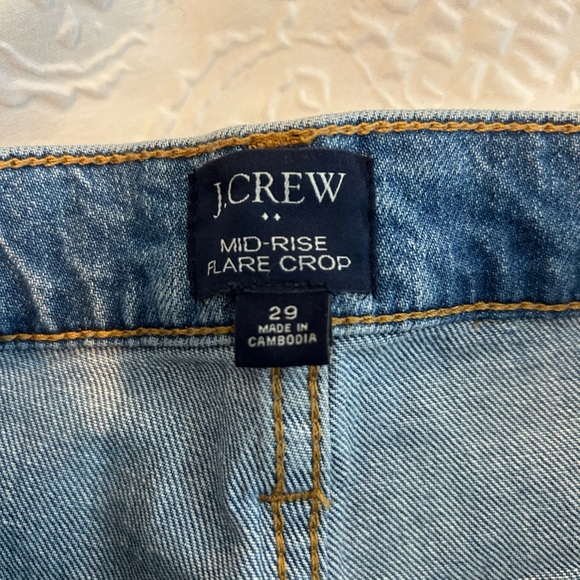 J.CREW
MID-RISE
FLARE CROP
29
MADE IN
CAMBODIA